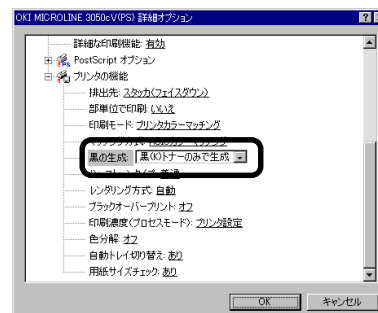 OKI MICROLINE 3050cV(PS) 詳細オプション
詳細な印刷機能: 有効
PostScript オプション
プリンタの機能
排出先: スタッカ(フェイスダウン)
部単位で印刷: いいえ
印刷モード: プリンタカラーマッチング
黒の生成: 黒(K)トナーのみで生成
レンダリング方式: 自動
ブラックオーバープリント: オフ
印刷濃度(プロセスモード): プリンタ設定
色分解: オフ
自動トレイ切り替え: あり
用紙サイズチェック: あり
OK キャンセル